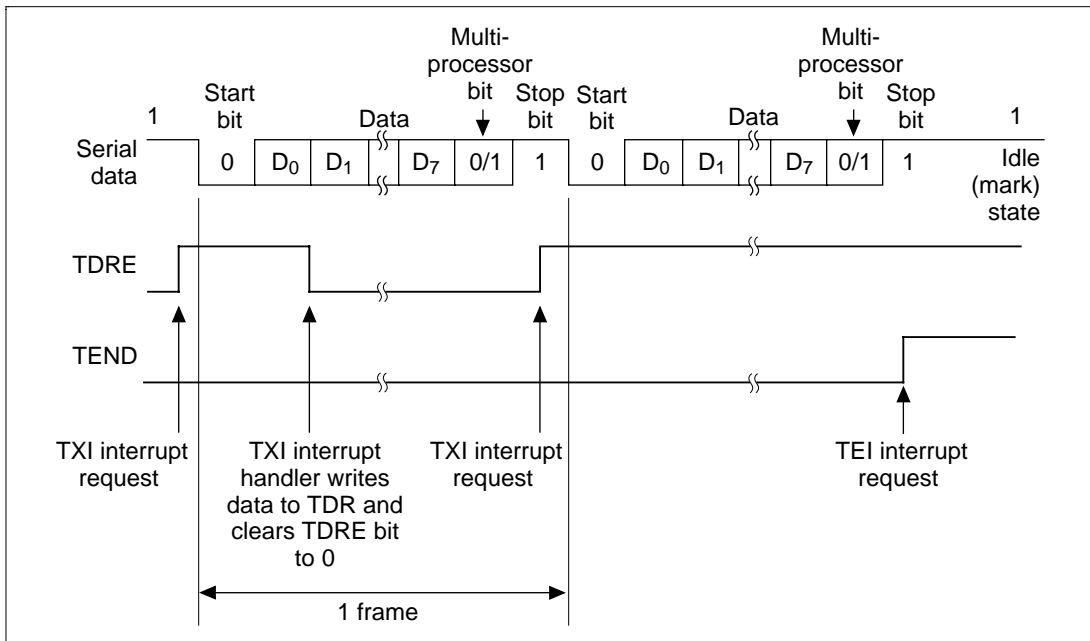 Multi-
processor
bit
Multi-
processor
bit
1
Start
bit
Data
Stop
bit
Start
bit
Data
Stop
bit
1
Serial
data
0 D0 D1 D7 0/1 1 0 D0 D1 D7 0/1 1
Idle
(mark)
state
TDRE
TEND
TXI interrupt
request
TXI interrupt
handler writes
data to TDR and
clears TDRE bit
to 0
TXI interrupt
request
TEI interrupt
request
1 frame